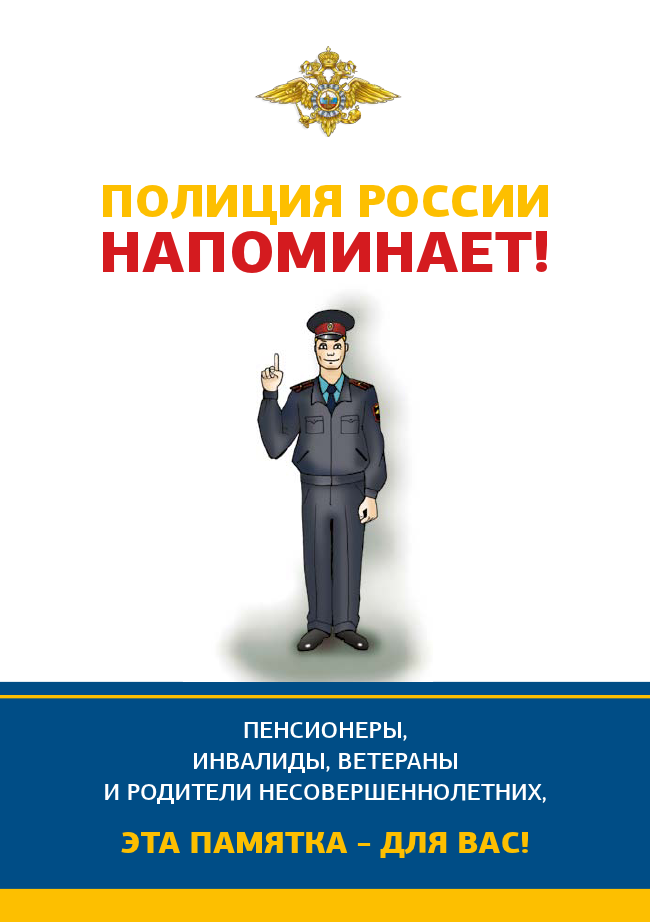 ПОЛИЦИЯ РОССИИ
НАПОМИНАЕТ!
ПЕНСИОНЕРЫ,
ИНВАЛИДЫ, ВЕТЕРАНЫ
И РОДИТЕЛИ НЕСОВЕРШЕННОЛЕТНИХ,
ЭТА ПАМЯТКА – ДЛЯ ВАС!